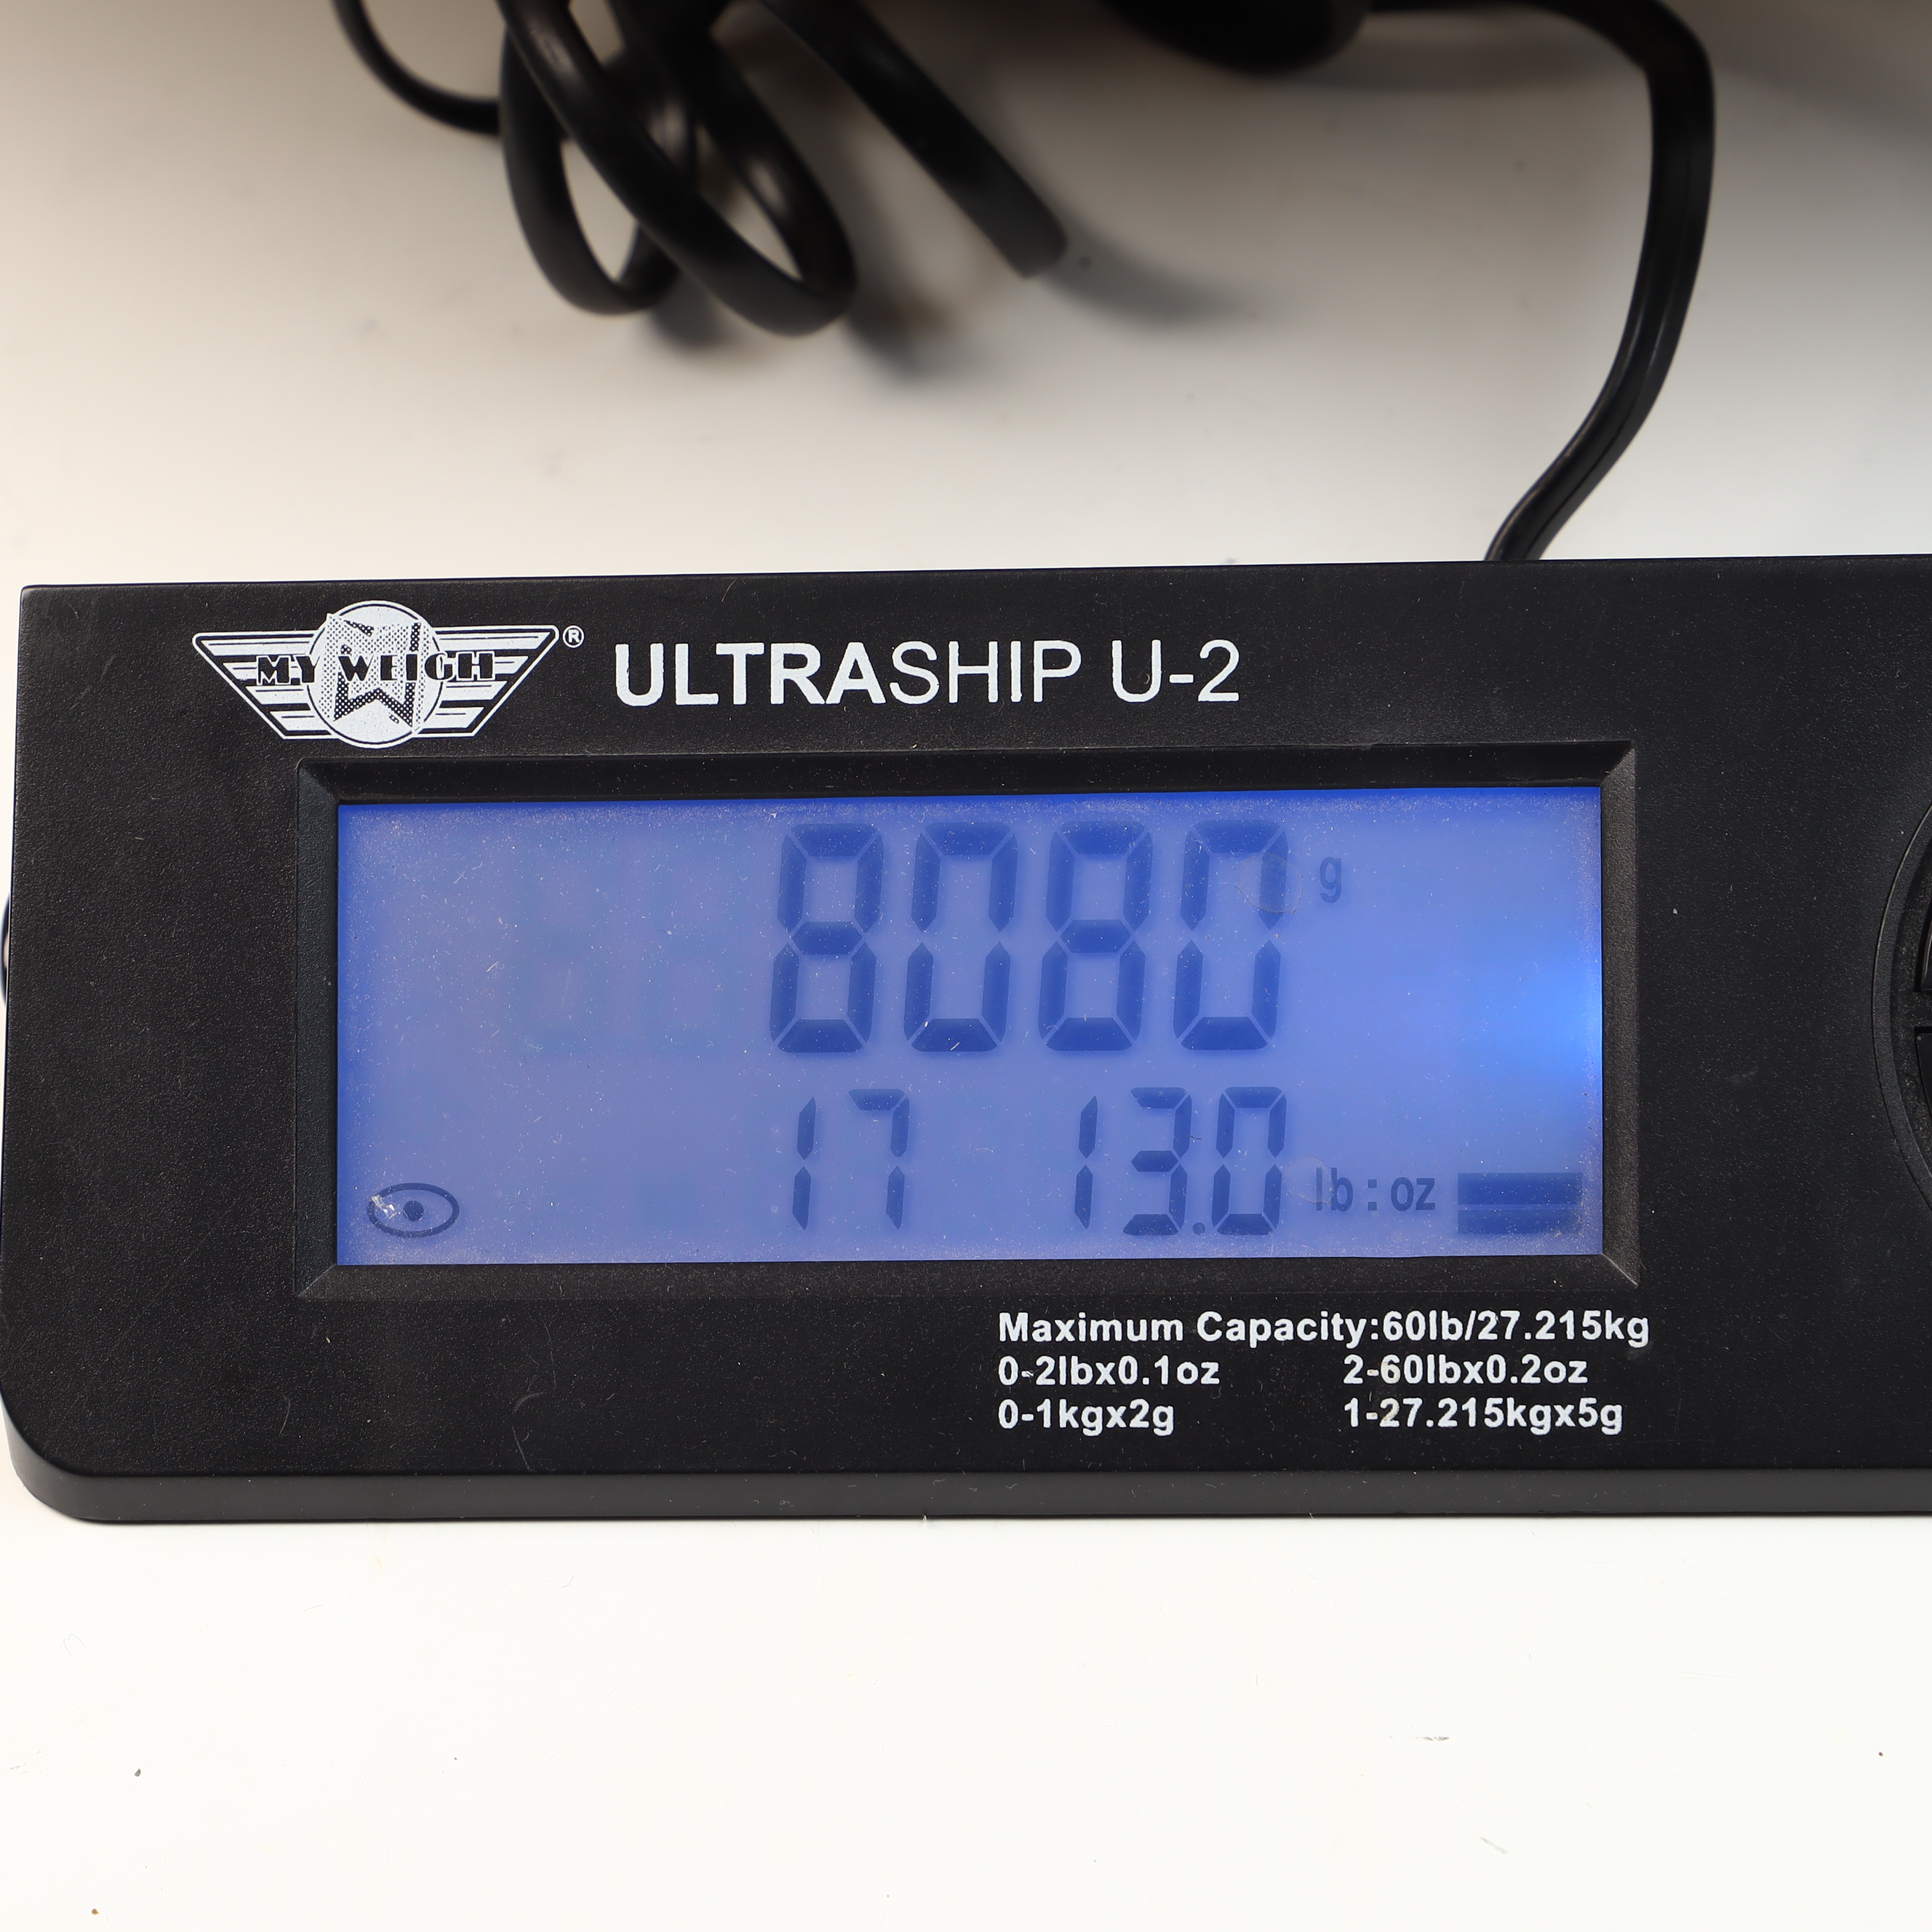 MY WEIGH ® ULTRASHIP U-2
8080 g
17 13.0 lb:oz
Maximum Capacity:60lb/27.215kg
0-2lbx0.1oz 2-60lbx0.2oz
0-1kgx2g 1-27.215kgx5g